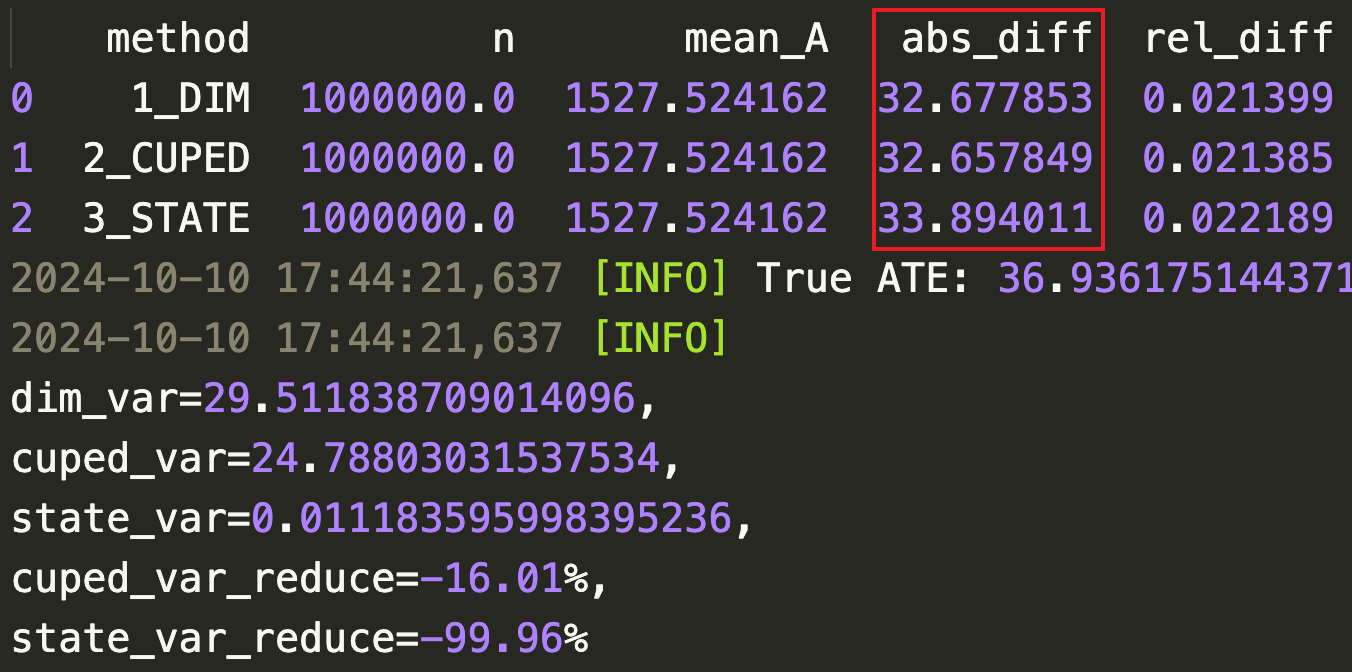 method n mean_A abs_diff rel_diff
0 1_DIM 1000000.0 1527.524162 32.677853 0.021399
1 2_CUPED 1000000.0 1527.524162 32.657849 0.021385
2 3_STATE 1000000.0 1527.524162 33.894011 0.022189
2024-10-10 17:44:21,637 [INFO] True ATE: 36.936175144371
2024-10-10 17:44:21,637 [INFO]
dim_var=29.511838709014096,
cuped_var=24.78803031537534,
state_var=0.011183595998395236,
cuped_var_reduce=-16.01%,
state_var_reduce=-99.96%